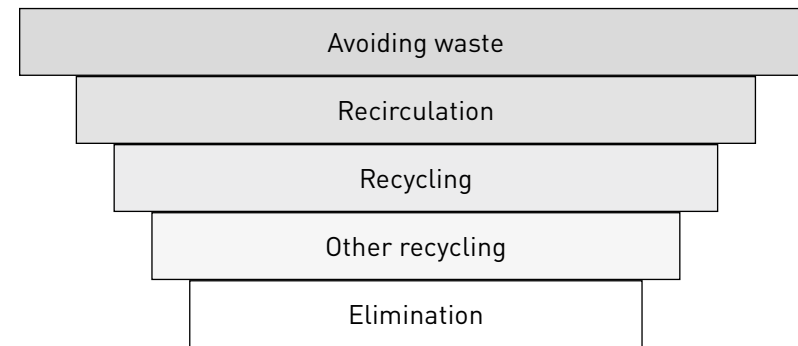 Avoiding waste
Recirculation
Recycling
Other recycling
Elimination